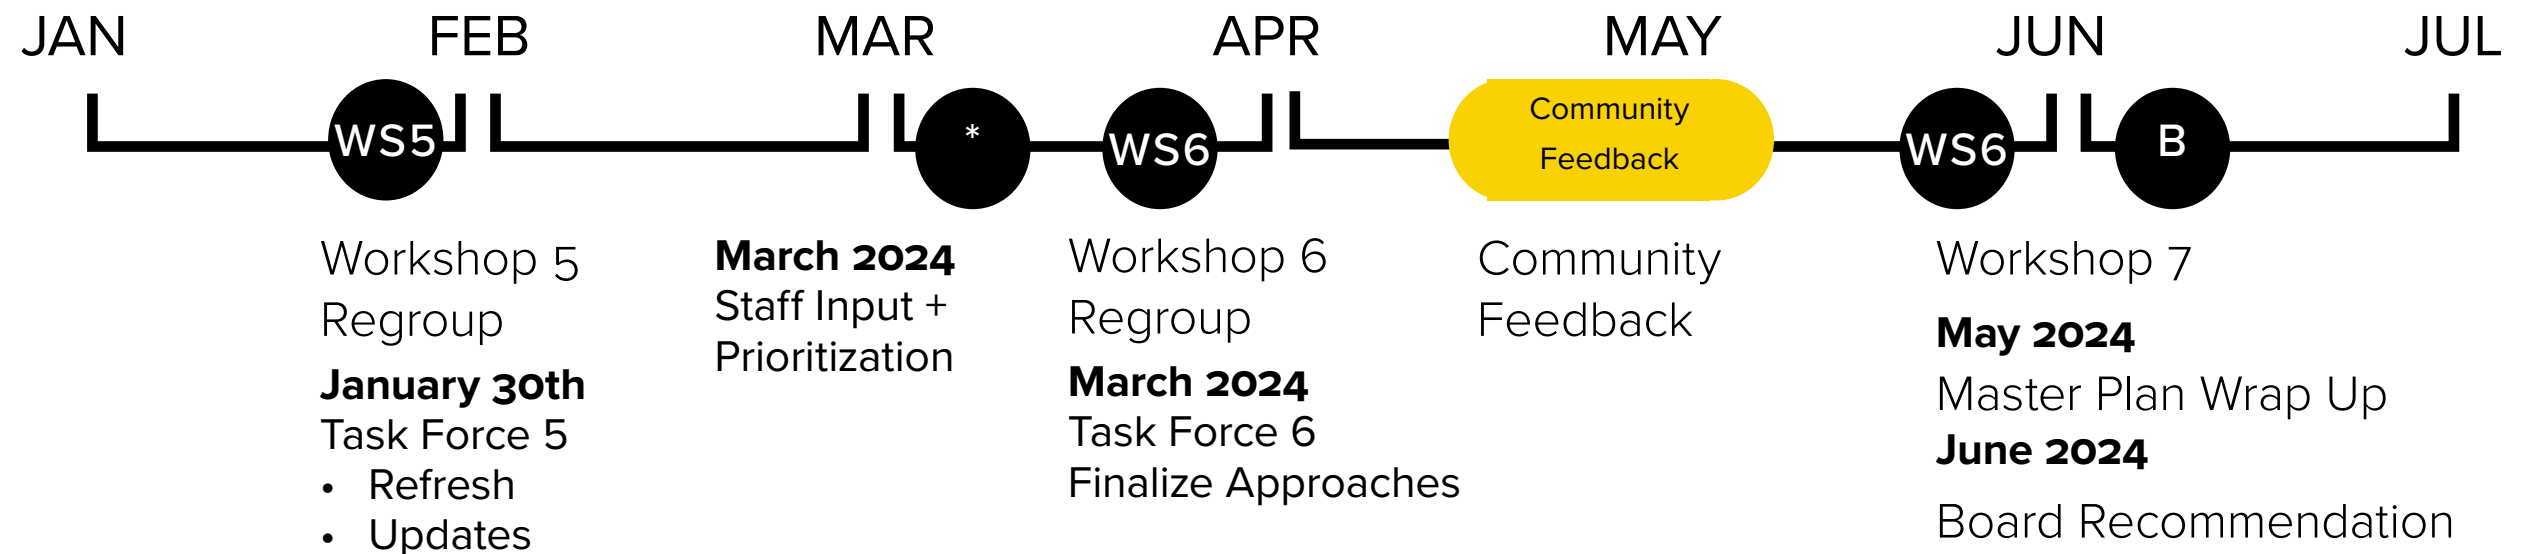 JAN FEB MAR APR MAY JUN JUL
WS5 * WS6 Community Feedback WS6 B
Workshop 5
Regroup
January 30th
Task Force 5
• Refresh
• Updates
March 2024
Staff Input +
Prioritization
Workshop 6
Regroup
March 2024
Task Force 6
Finalize Approaches
Community
Feedback
Workshop 7
May 2024
Master Plan Wrap Up
June 2024
Board Recommendation